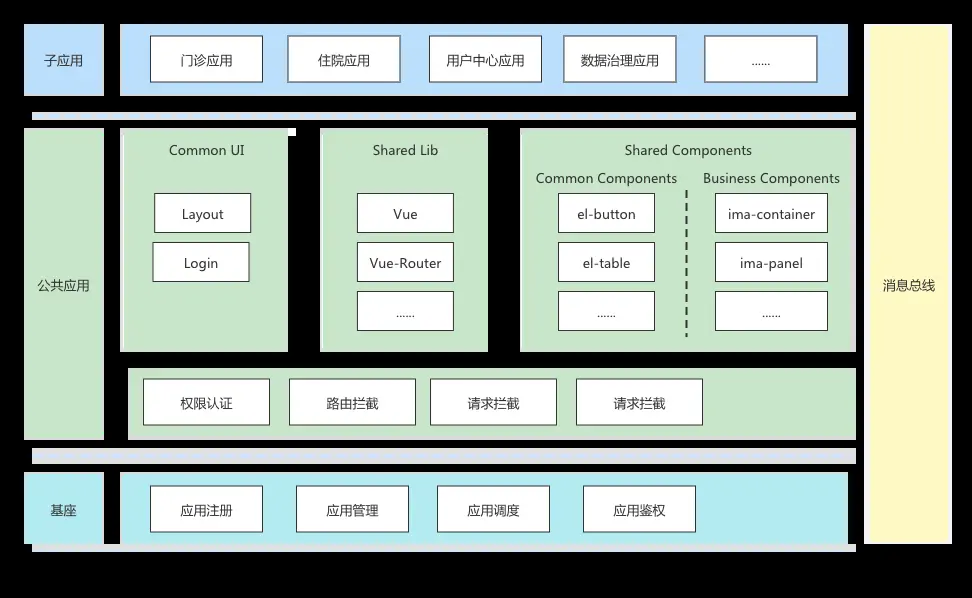 子应用
门诊应用
住院应用
用户中心应用
数据治理应用
......
公共应用
Common UI
Layout
Login
Shared Lib
Vue
Vue-Router
......
Shared Components
Common Components
el-button
el-table
......
Business Components
ima-container
ima-panel
......
权限认证
路由拦截
请求拦截
请求拦截
基座
应用注册
应用管理
应用调度
应用鉴权
消息总线